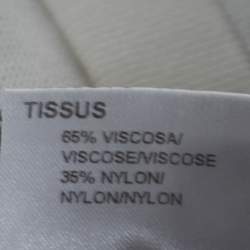 TISSUS
65% VISCOSA/
VISCOSE/VISCOSE
35% NYLON/
NYLON/NYLON